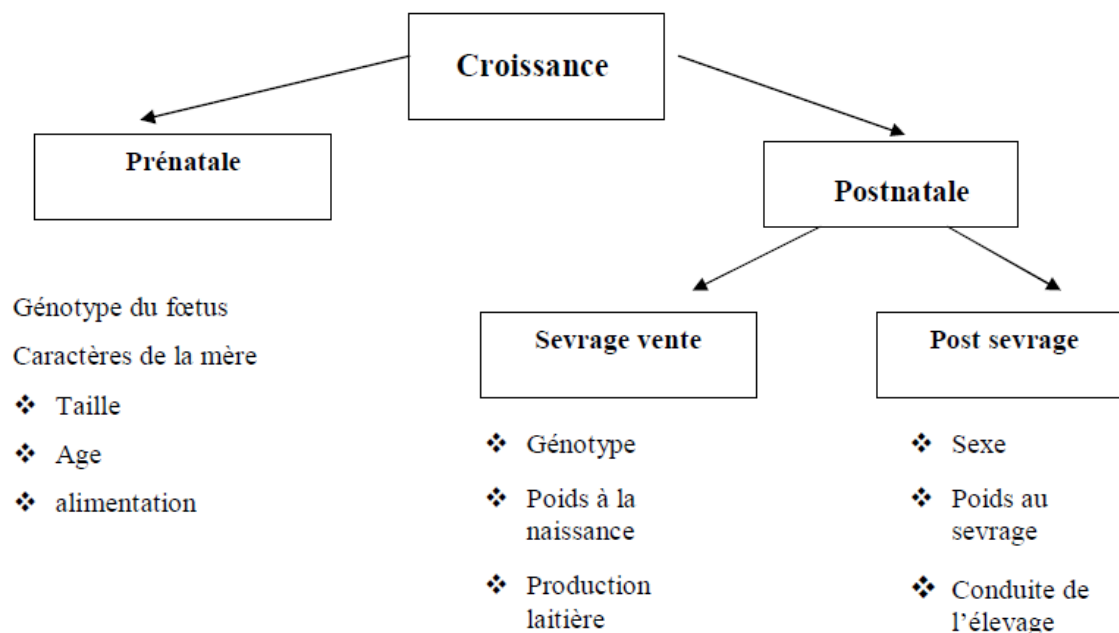 Croissance
Prénatale
Postnatale
Génotype du fœtus
Caractères de la mère
❖ Taille
❖ Age
❖ alimentation
Sevrage vente
❖ Génotype
❖ Poids à la
naissance
❖ Production
laitière
Post sevrage
❖ Sexe
❖ Poids au
sevrage
❖ Conduite de
l’élevage